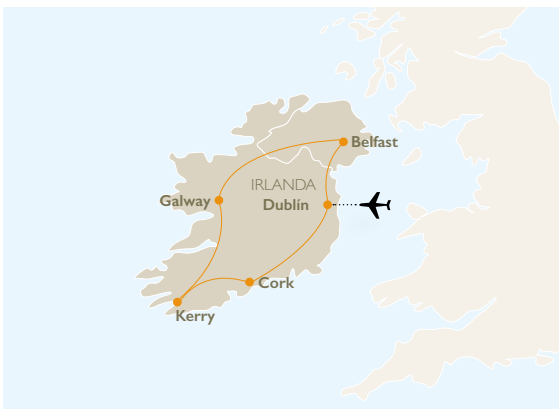 Belfast
IRLANDA
Galway
Dublín
Cork
Kerry